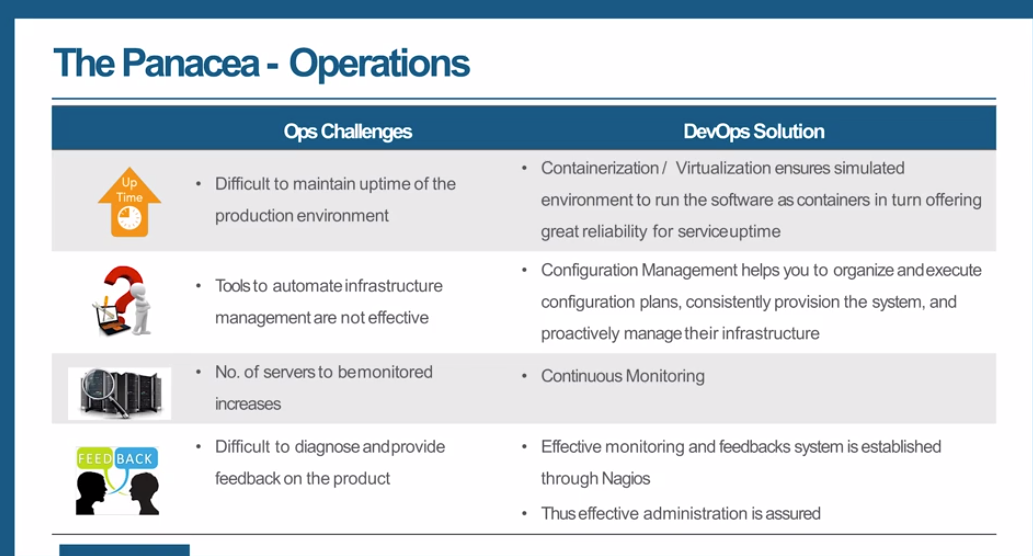 The Panacea - Operations
Ops Challenges
DevOps Solution
Up
Time
• Difficult to maintain uptime of the
production environment
• Containerization / Virtualization ensures simulated
environment to run the software as containers in turn offering
great reliability for service uptime
• Tools to automate infrastructure
management are not effective
• Configuration Management helps you to organize and execute
configuration plans, consistently provision the system, and
proactively manage their infrastructure
• No. of servers to be monitored
increases
• Continuous Monitoring
FEEDBACK
• Difficult to diagnose and provide
feedback on the product
• Effective monitoring and feedbacks system is established
through Nagios
• Thus effective administration is assured